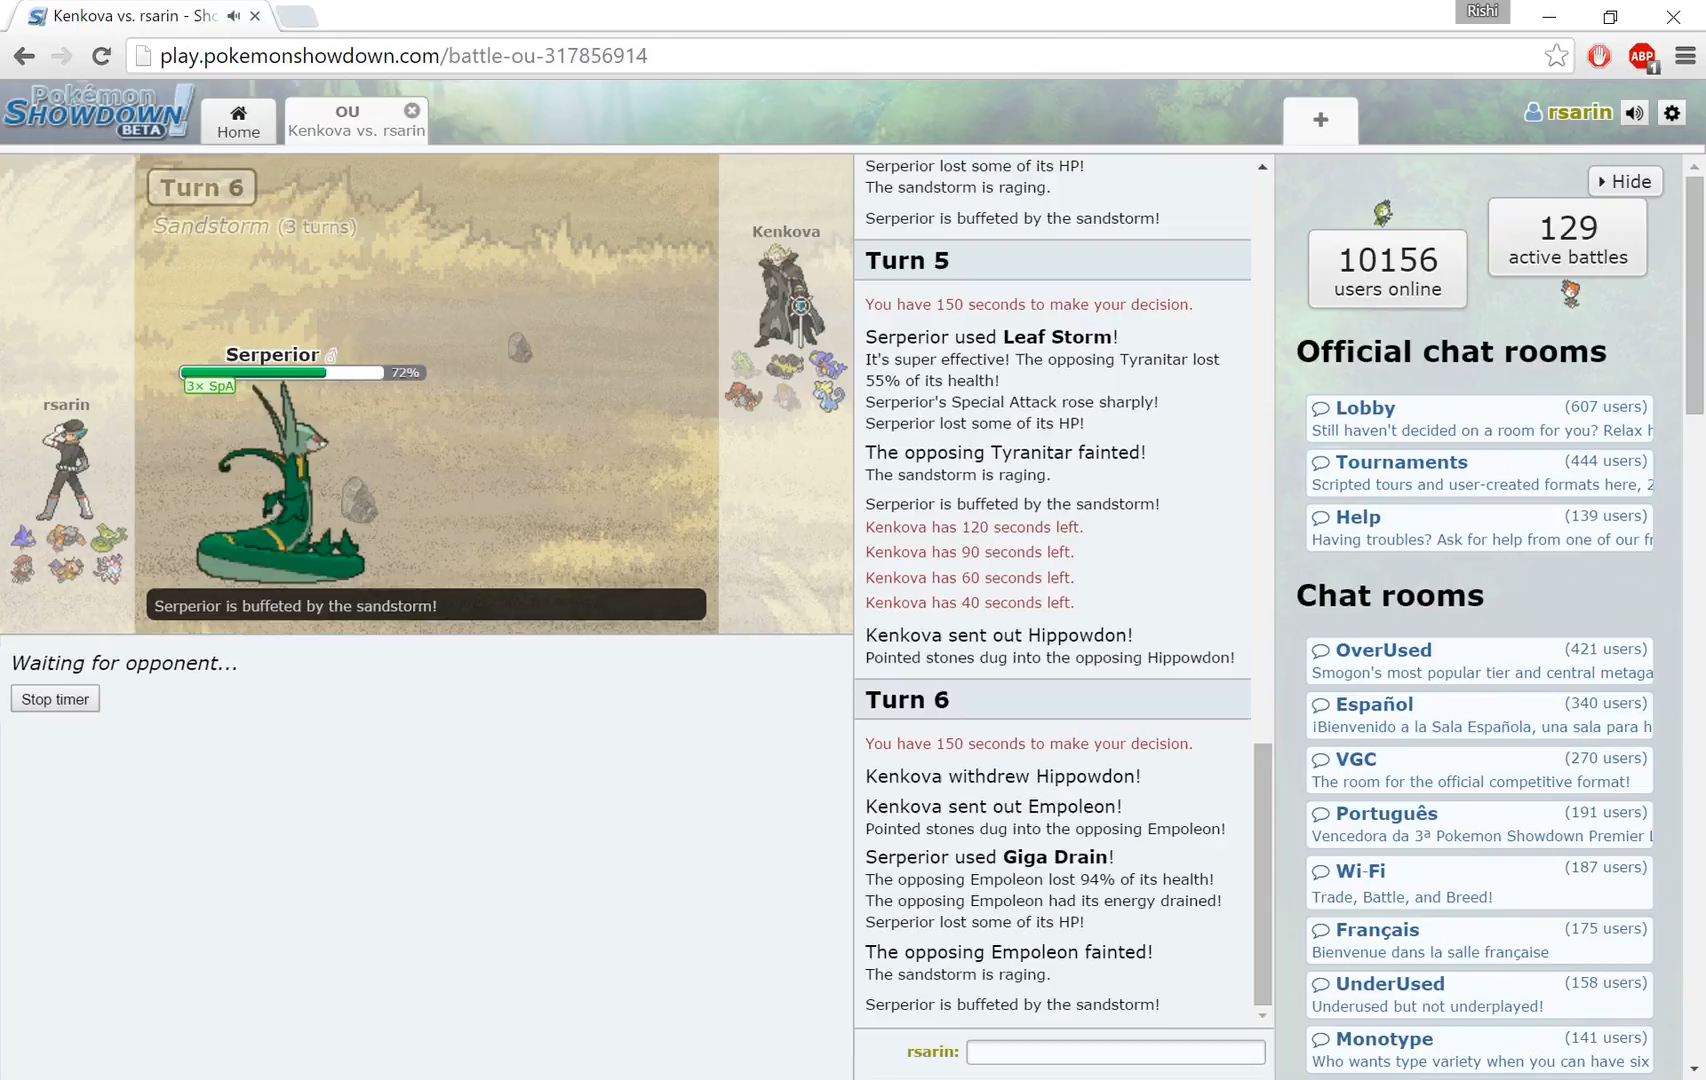 Kenkova vs. rsarin - Sho
Rishi
play.pokemonshowdown.com/battle-ou-317856914
ABP
1
Pokémon
SHOWDOWN!
BETA
Home
OU
Kenkova vs. rsarin
+
rsarin
Turn 6
Sandstorm (3 turns)
Kenkova
Serperior ♂
72%
3× SpA
rsarin
Serperior is buffeted by the sandstorm!
Waiting for opponent...
Stop timer
Serperior lost some of its HP!
The sandstorm is raging.
Serperior is buffeted by the sandstorm!
Turn 5
You have 150 seconds to make your decision.
Serperior used Leaf Storm!
It's super effective! The opposing Tyranitar lost
55% of its health!
Serperior's Special Attack rose sharply!
Serperior lost some of its HP!
The opposing Tyranitar fainted!
The sandstorm is raging.
Serperior is buffeted by the sandstorm!
Kenkova has 120 seconds left.
Kenkova has 90 seconds left.
Kenkova has 60 seconds left.
Kenkova has 40 seconds left.
Kenkova sent out Hippowdon!
Pointed stones dug into the opposing Hippowdon!
Turn 6
You have 150 seconds to make your decision.
Kenkova withdrew Hippowdon!
Kenkova sent out Empoleon!
Pointed stones dug into the opposing Empoleon!
Serperior used Giga Drain!
The opposing Empoleon lost 94% of its health!
The opposing Empoleon had its energy drained!
Serperior lost some of its HP!
The opposing Empoleon fainted!
The sandstorm is raging.
Serperior is buffeted by the sandstorm!
rsarin:
Hide
10156
users online
129
active battles
Official chat rooms
Lobby (607 users)
Still haven't decided on a room for you? Relax h
Tournaments (444 users)
Scripted tours and user-created formats here, 2
Help (139 users)
Having troubles? Ask for help from one of our fr
Chat rooms
OverUsed (421 users)
Smogon's most popular tier and central metaga
Español (340 users)
¡Bienvenido a la Sala Española, una sala para h
VGC (270 users)
The room for the official competitive format!
Português (191 users)
Vencedora da 3ª Pokemon Showdown Premier L
Wi-Fi (187 users)
Trade, Battle, and Breed!
Français (175 users)
Bienvenue dans la salle française
UnderUsed (158 users)
Underused but not underplayed!
Monotype (141 users)
Who wants type variety when you can have six